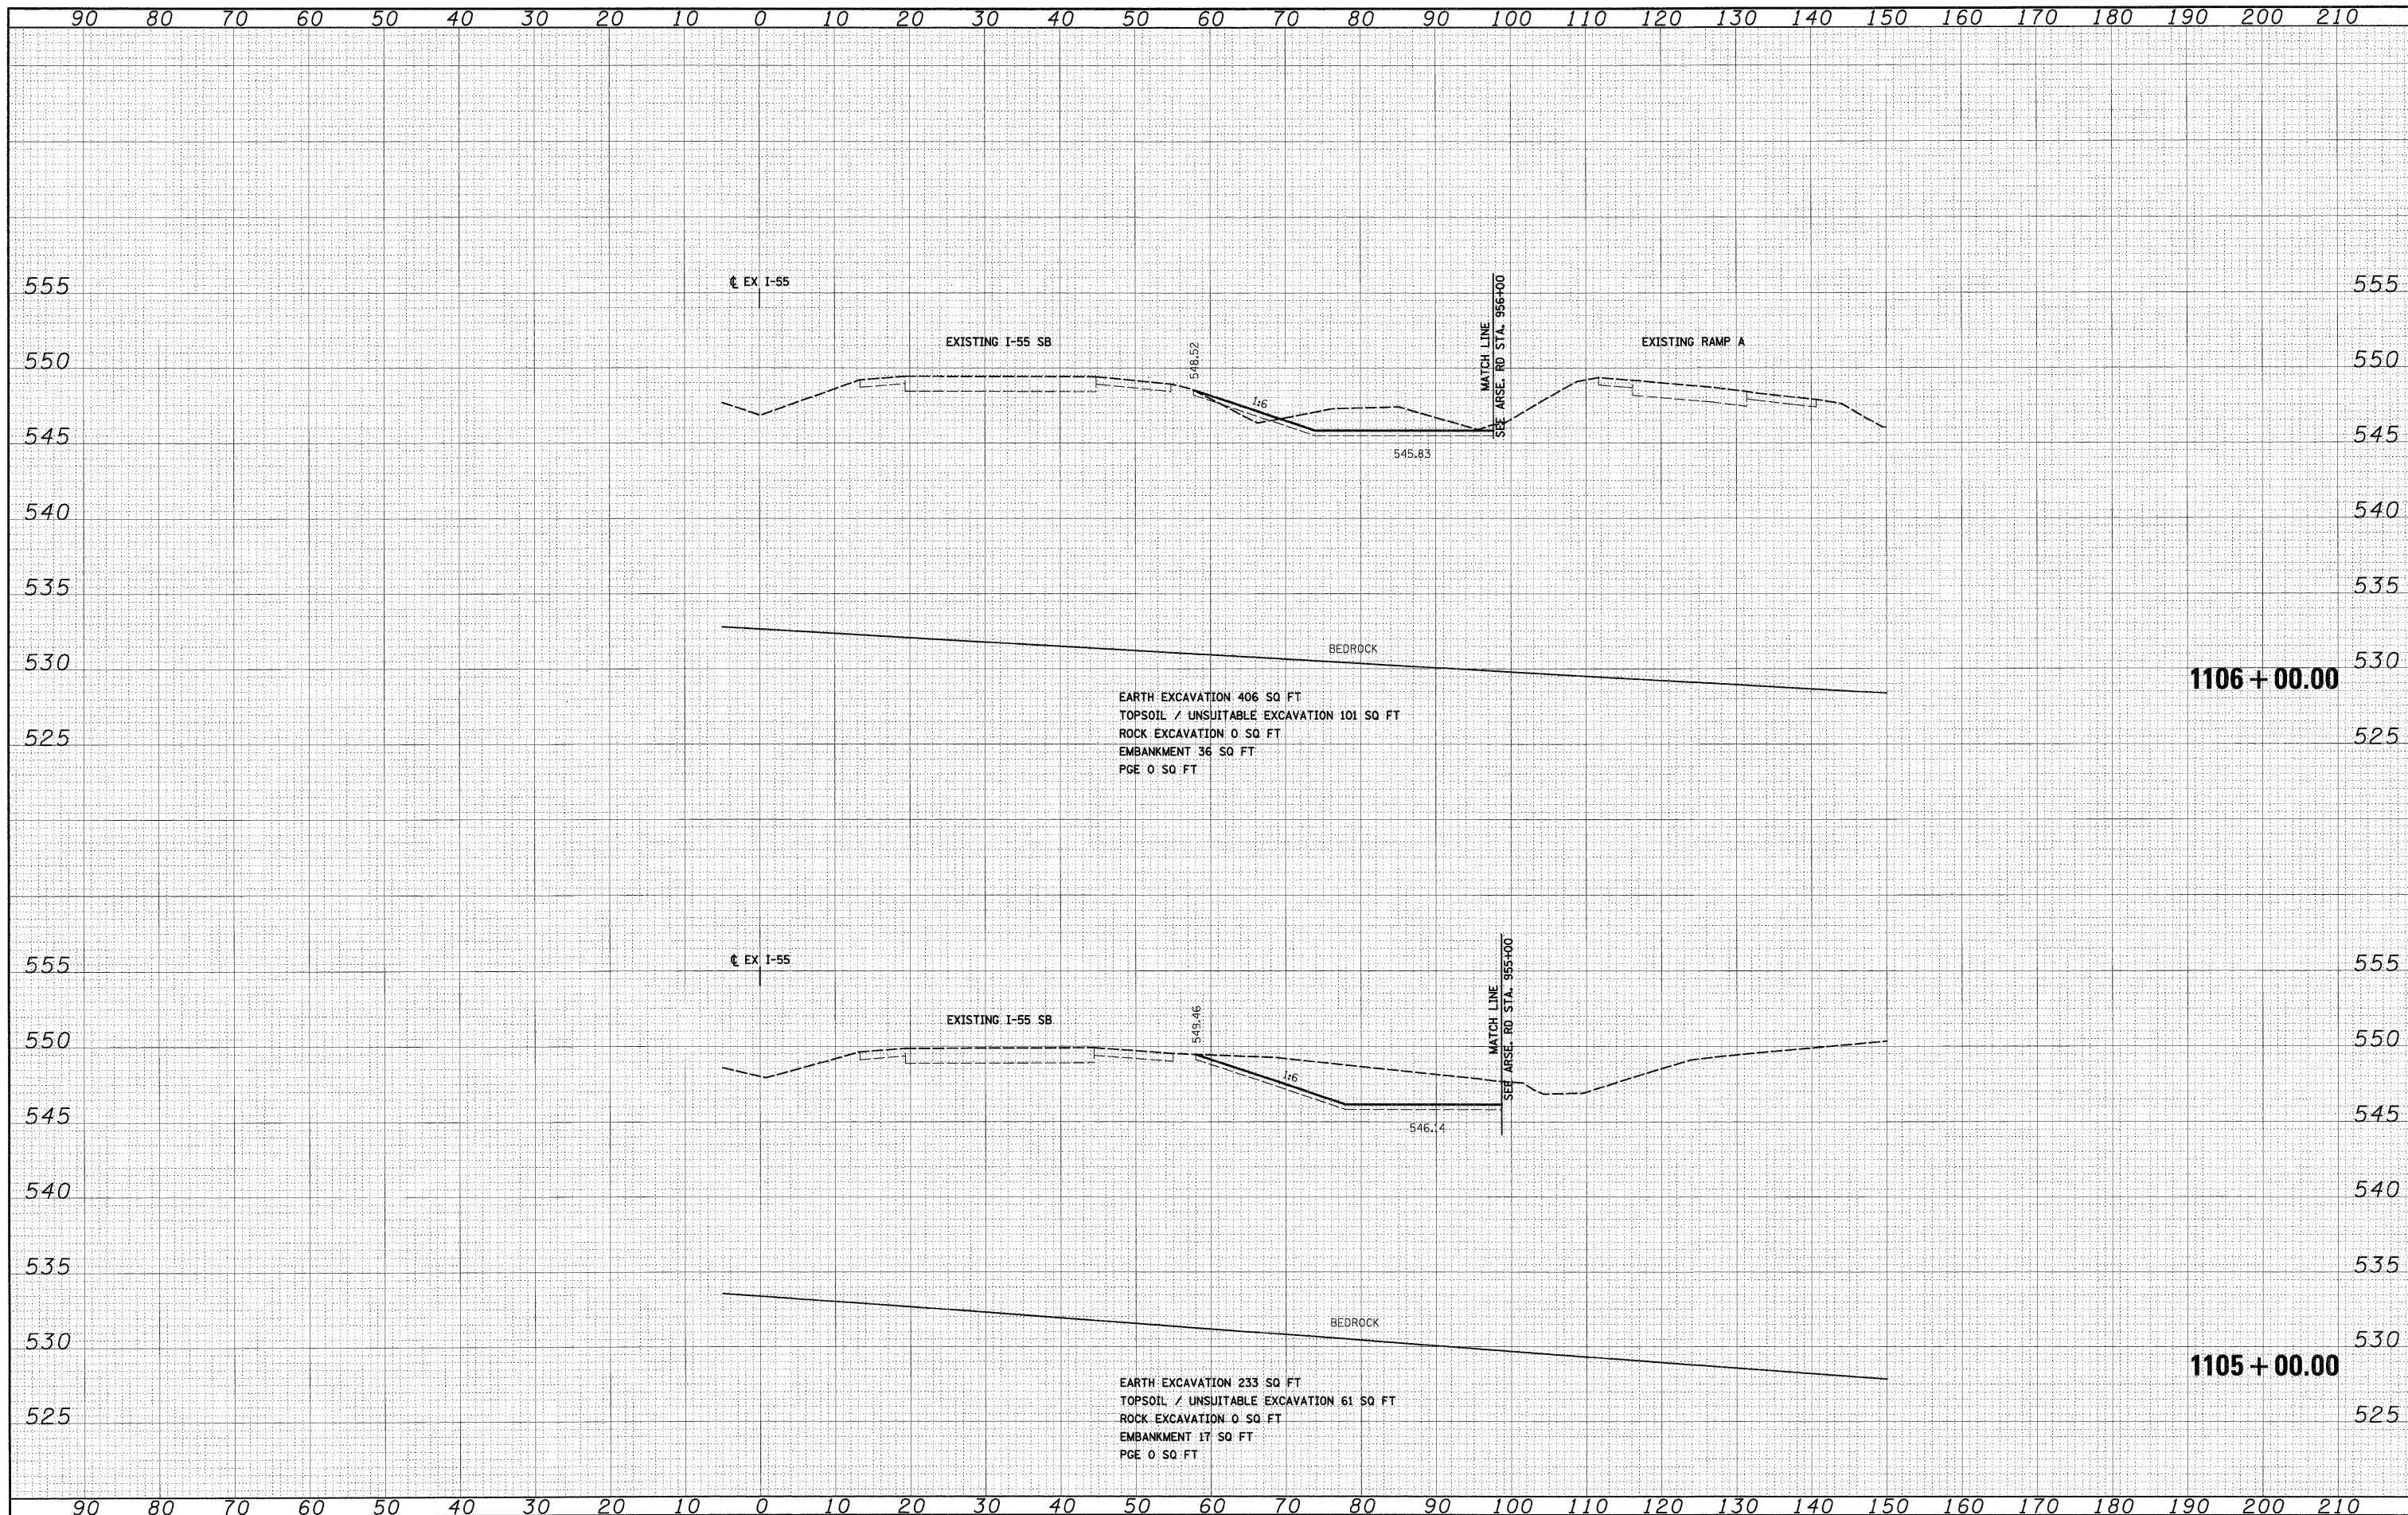 90 80 70 60 50 40 30 20 10 0 10 20 30 40 50 60 70 80 90 100 110 120 130 140 150 160 170 180 190 200 210
555 555
℄ EX I-55
EXISTING I-55 SB
548.52
1:6
MATCH LINE
SEE ARSE. RD STA. 956+00
EXISTING RAMP A
550 550
545 545
545.83
540 540
535 535
BEDROCK
530 530
1106+00.00
EARTH EXCAVATION 406 SQ FT
TOPSOIL / UNSUITABLE EXCAVATION 101 SQ FT
ROCK EXCAVATION 0 SQ FT
EMBANKMENT 36 SQ FT
PGE 0 SQ FT
525 525
555 555
℄ EX I-55
EXISTING I-55 SB
549.46
1:6
MATCH LINE
SEE ARSE. RD STA. 955+00
550 550
545 545
546.14
540 540
535 535
BEDROCK
530 530
1105+00.00
EARTH EXCAVATION 233 SQ FT
TOPSOIL / UNSUITABLE EXCAVATION 61 SQ FT
ROCK EXCAVATION 0 SQ FT
EMBANKMENT 17 SQ FT
PGE 0 SQ FT
525 525
90 80 70 60 50 40 30 20 10 0 10 20 30 40 50 60 70 80 90 100 110 120 130 140 150 160 170 180 190 200 210